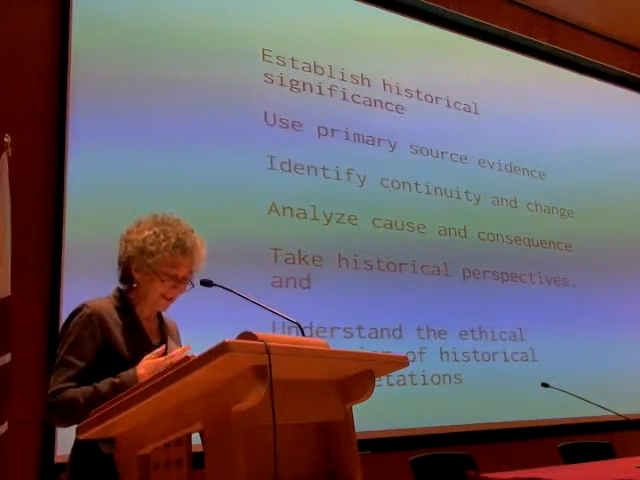 Establish historical
significance
Use primary source evidence
Identify continuity and change
Analyze cause and consequence
Take historical perspectives.
and
Understand the ethical
of historical
etations